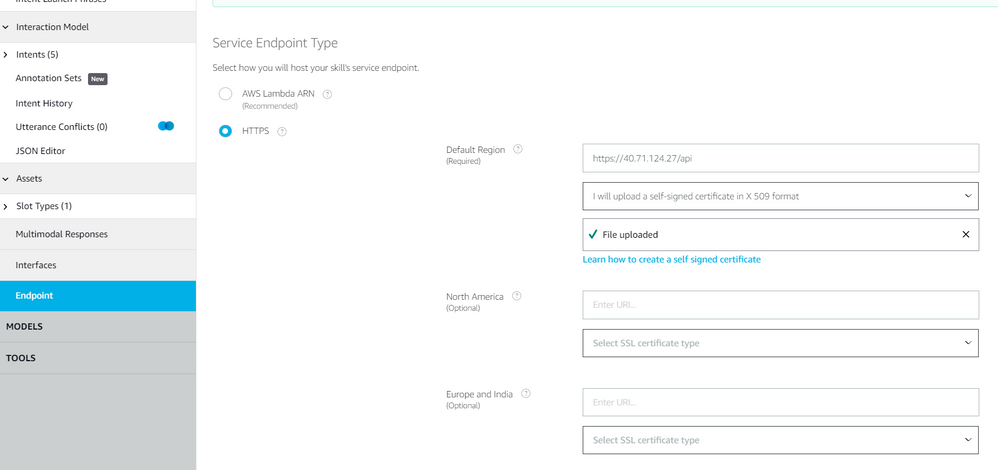 Intent Launch Phrases
Interaction Model
Intents (5)
Annotation Sets New
Intent History
Utterance Conflicts (0)
JSON Editor
Assets
Slot Types (1)
Multimodal Responses
Interfaces
Endpoint
MODELS
TOOLS
Service Endpoint Type
Select how you will host your skill's service endpoint.
AWS Lambda ARN ?
(Recommended)
HTTPS ?
Default Region ?
(Required)
https://40.71.124.27/api
I will upload a self-signed certificate in X 509 format
File uploaded
Learn how to create a self signed certificate
North America ?
(Optional)
Enter URI...
Select SSL certificate type
Europe and India ?
(Optional)
Enter URI...
Select SSL certificate type